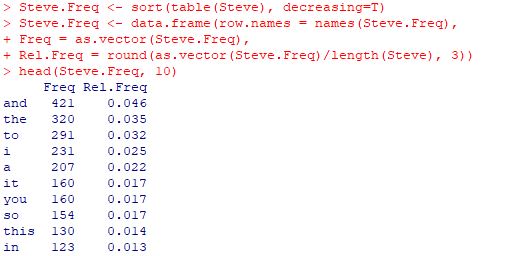 > Steve.Freq <- sort(table(Steve), decreasing=T)
> Steve.Freq <- data.frame(row.names = names(Steve.Freq),
+ Freq = as.vector(Steve.Freq),
+ Rel.Freq = round(as.vector(Steve.Freq)/length(Steve), 3))
> head(Steve.Freq, 10)
     Freq Rel.Freq
and   421    0.046
the   320    0.035
to    291    0.032
i     231    0.025
a     207    0.022
it    160    0.017
you   160    0.017
so    154    0.017
this  130    0.014
in    123    0.013